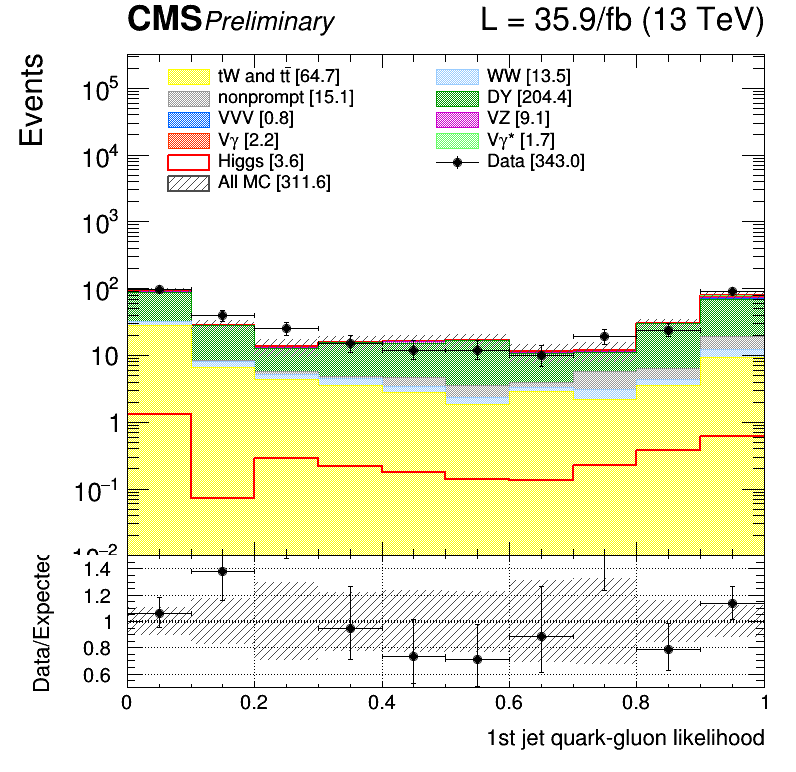 CMS Preliminary L = 35.9/fb (13 TeV)
Events
tW and tt̄ [64.7] WW [13.5]
nonprompt [15.1] DY [204.4]
VVV [0.8] VZ [9.1]
Vγ [2.2] Vγ* [1.7]
Higgs [3.6] Data [343.0]
All MC [311.6]
10⁵
10⁴
10³
10²
10
1
10⁻¹
10⁻²
Data/Expected
1.4
1.2
1
0.8
0.6
0 0.2 0.4 0.6 0.8 1
1st jet quark-gluon likelihood